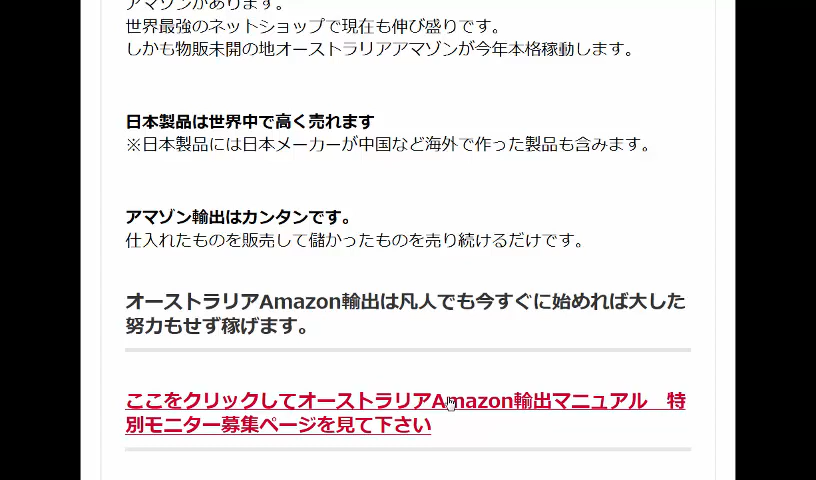 アマゾンがあります。
世界最強のネットショップで現在も伸び盛りです。
しかも物販未開の地オーストラリアアマゾンが今年本格稼動します。
日本製品は世界中で高く売れます
※日本製品には日本メーカーが中国など海外で作った製品も含みます。
アマゾン輸出はカンタンです。
仕入れたものを販売して儲かったものを売り続けるだけです。
オーストラリアAmazon輸出は凡人でも今すぐに始めれば大した
努力もせず稼げます。
ここをクリックしてオーストラリアAmazon輸出マニュアル　特
別モニター募集ページを見て下さい